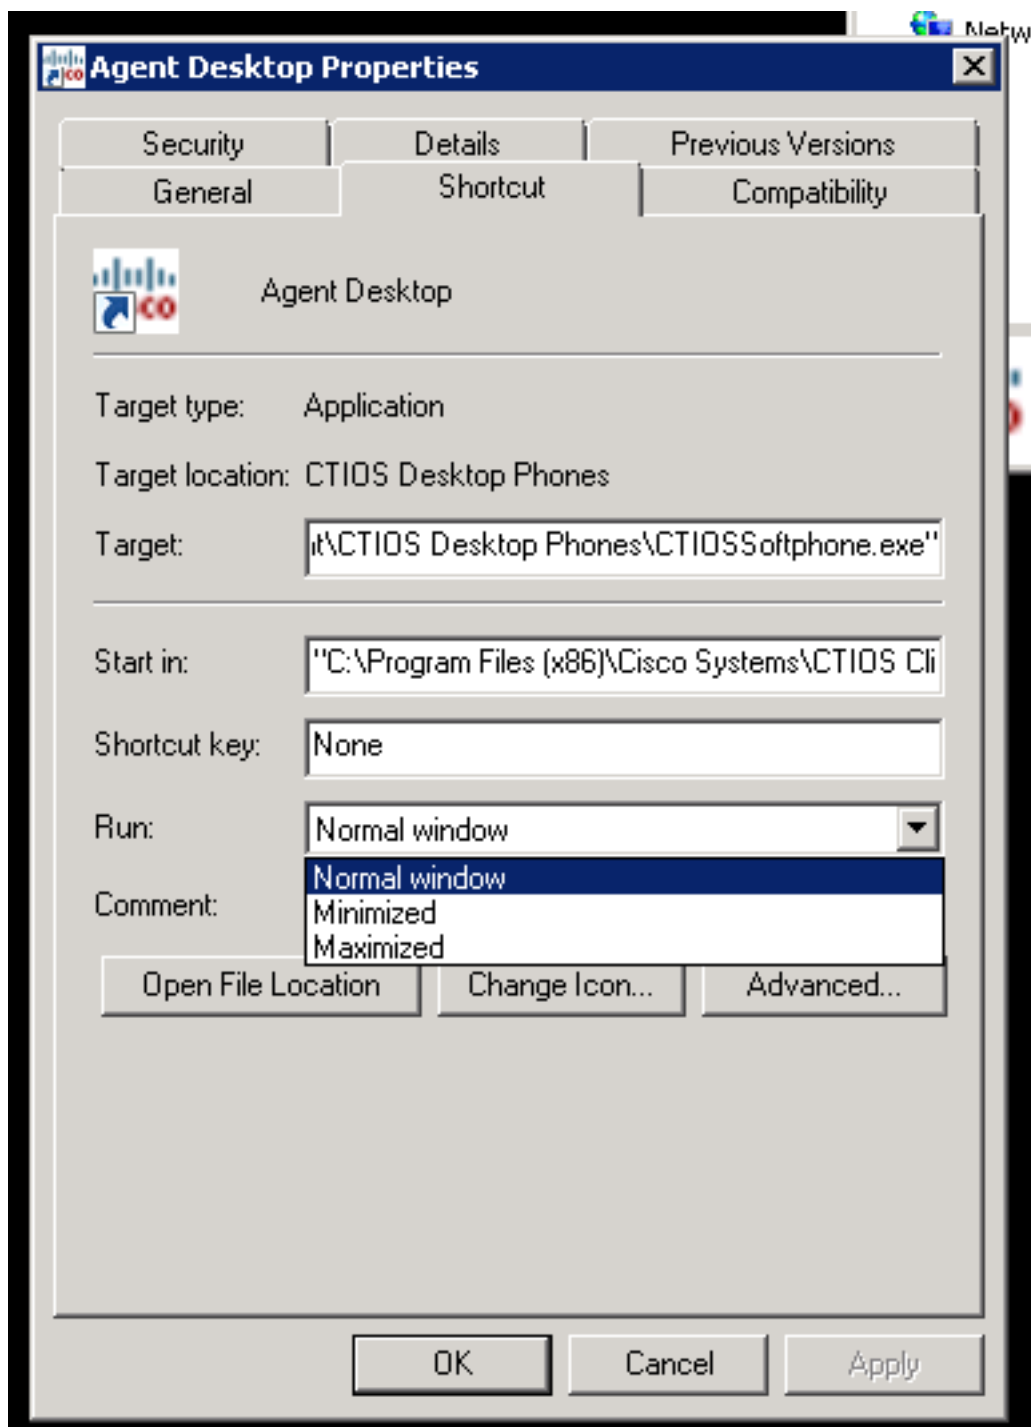 Netw
Agent Desktop Properties
Security Details Previous Versions
General Shortcut Compatibility
co Agent Desktop
Target type: Application
Target location: CTIOS Desktop Phones
Target: nt\CTIOS Desktop Phones\CTIOSSoftphone.exe"
Start in: "C:\Program Files (x86)\Cisco Systems\CTIOS Cli
Shortcut key: None
Run: Normal window
Normal window
Comment:
Minimized
Maximized
Open File Location Change Icon... Advanced...
OK Cancel Apply